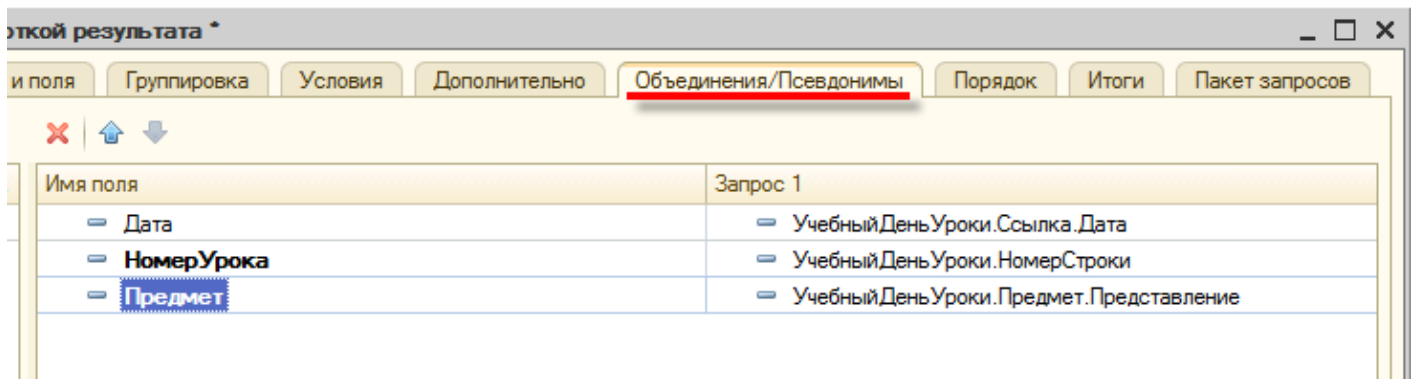 откой результата *
и поля Группировка Условия Дополнительно Объединения/Псевдонимы Порядок Итоги Пакет запросов
Имя поля Запрос 1
Дата УчебныйДеньУроки.Ссылка.Дата
НомерУрока УчебныйДеньУроки.НомерСтроки
Предмет УчебныйДеньУроки.Предмет.Представление